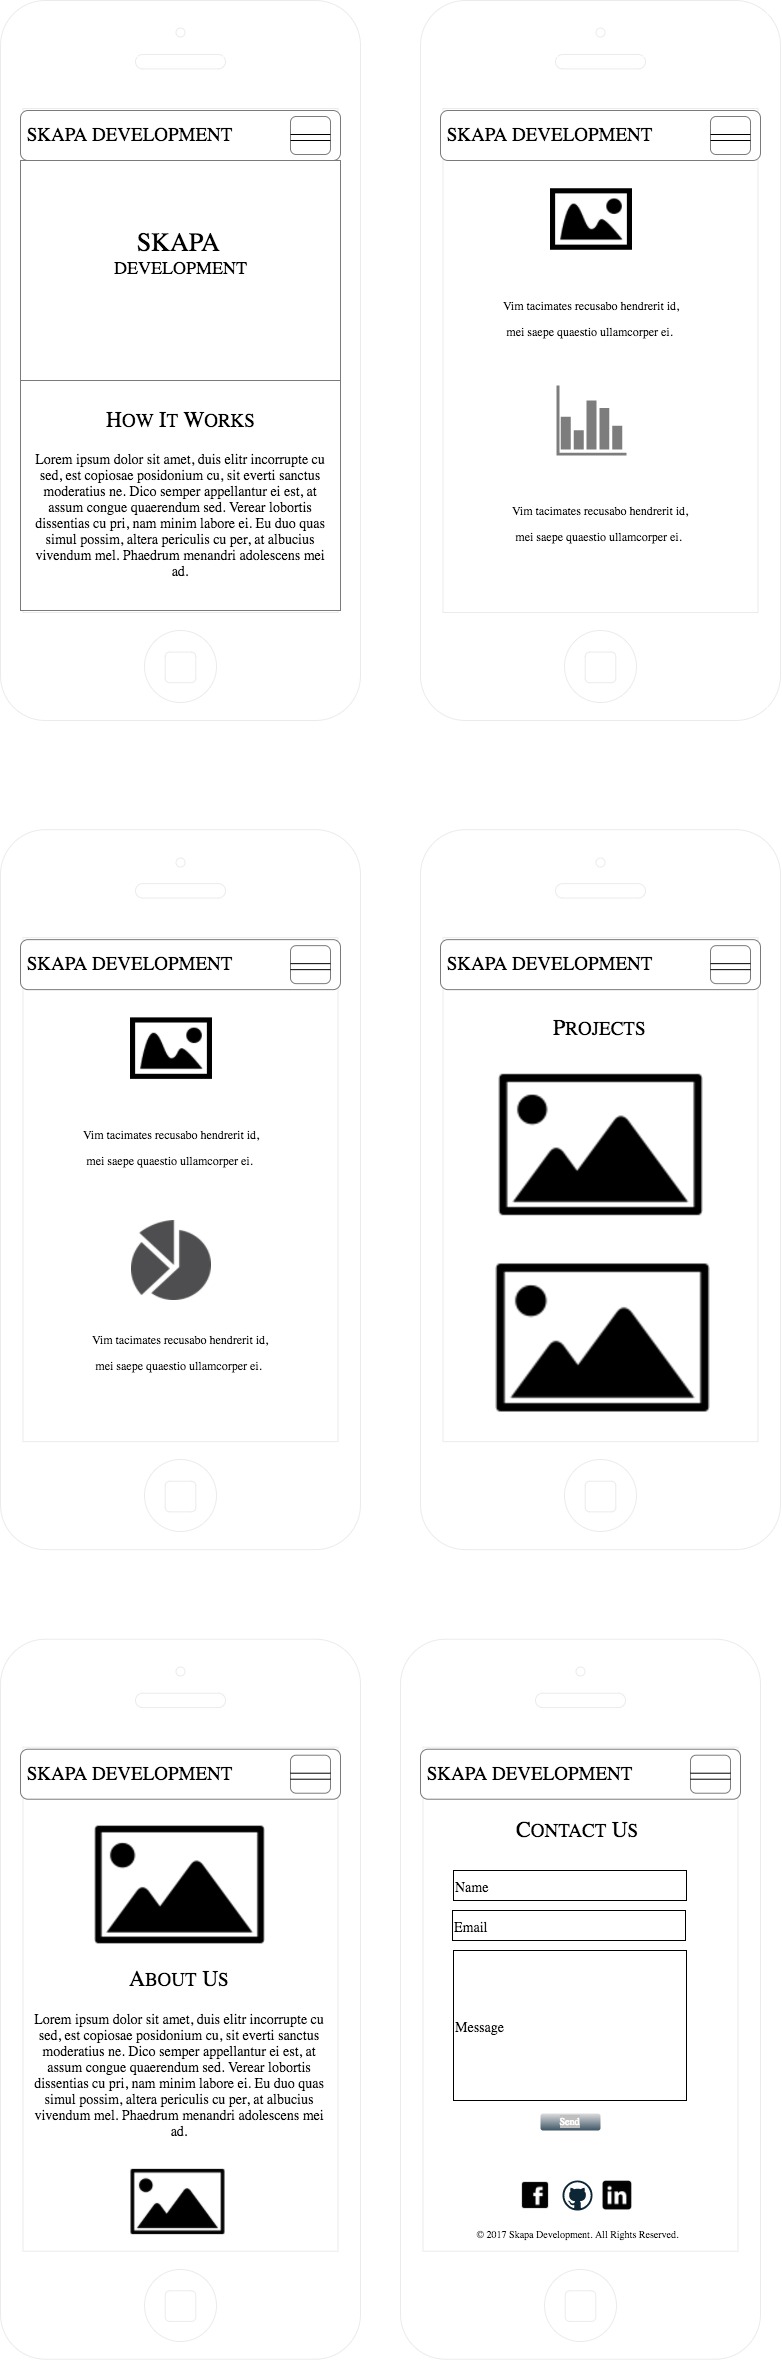 SKAPA DEVELOPMENT
SKAPA
DEVELOPMENT
HOW IT WORKS
Lorem ipsum dolor sit amet, duis elitr incorrupte cu
sed, est copiosae posidonium cu, sit everti sanctus
moderatius ne. Dico semper appellantur ei est, at
assum congue quaerendum sed. Verear lobortis
dissentias cu pri, nam minim labore ei. Eu duo quas
simul possim, altera periculis cu per, at albucius
vivendum mel. Phaedrum menandri adolescens mei
ad.
SKAPA DEVELOPMENT
Vim tacimates recusabo hendrerit id,
mei saepe quaestio ullamcorper ei.
Vim tacimates recusabo hendrerit id,
mei saepe quaestio ullamcorper ei.
SKAPA DEVELOPMENT
Vim tacimates recusabo hendrerit id,
mei saepe quaestio ullamcorper ei.
Vim tacimates recusabo hendrerit id,
mei saepe quaestio ullamcorper ei.
SKAPA DEVELOPMENT
PROJECTS
SKAPA DEVELOPMENT
ABOUT US
Lorem ipsum dolor sit amet, duis elitr incorrupte cu
sed, est copiosae posidonium cu, sit everti sanctus
moderatius ne. Dico semper appellantur ei est, at
assum congue quaerendum sed. Verear lobortis
dissentias cu pri, nam minim labore ei. Eu duo quas
simul possim, altera periculis cu per, at albucius
vivendum mel. Phaedrum menandri adolescens mei
ad.
SKAPA DEVELOPMENT
CONTACT US
Name
Email
Message
Send
f in
© 2017 Skapa Development. All Rights Reserved.